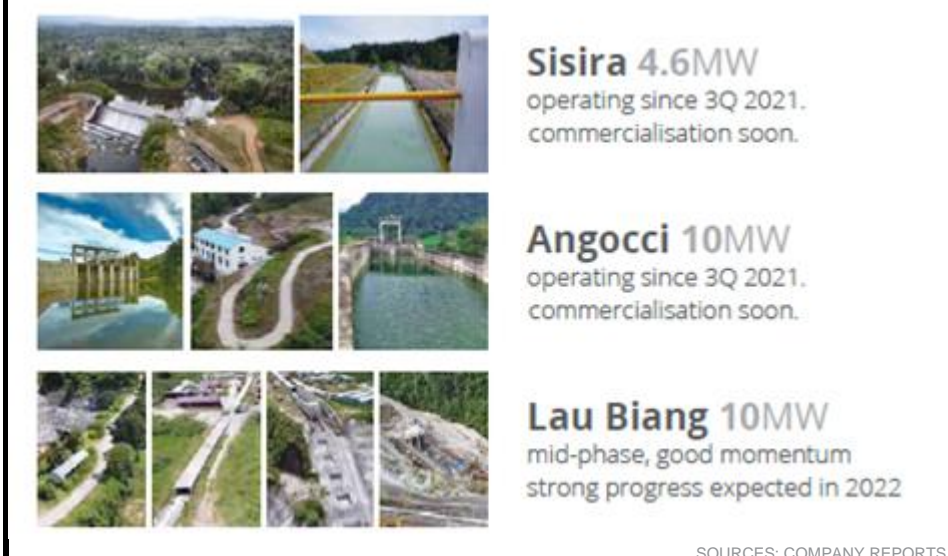 Sisira 4.6MW
operating since 3Q 2021.
commercialisation soon.
Angocci 10MW
operating since 3Q 2021.
commercialisation soon.
Lau Biang 10MW
mid-phase, good momentum
strong progress expected in 2022
SOURCES: COMPANY REPORTS